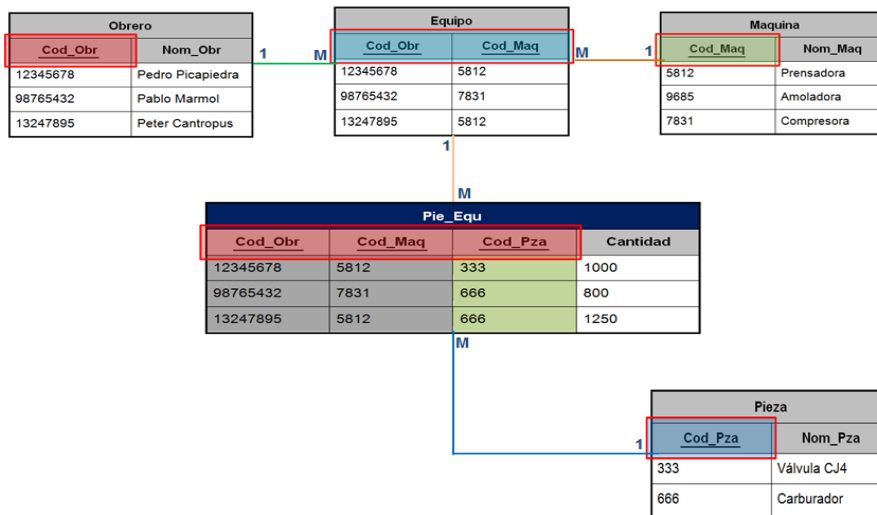 Obrero
Cod_Obr Nom_Obr
12345678 Pedro Picapiedra
98765432 Pablo Marmol
13247895 Peter Cantropus
1 M
Equipo
Cod_Obr Cod_Maq
12345678 5812
98765432 7831
13247895 5812
M 1
Maquina
Cod_Maq Nom_Maq
5812 Prensadora
9685 Amoladora
7831 Compresora
1
M
Pie_Equ
Cod_Obr Cod_Maq Cod_Pza Cantidad
12345678 5812 333 1000
98765432 7831 666 800
13247895 5812 666 1250
M
1
Pieza
Cod_Pza Nom_Pza
333 Válvula CJ4
666 Carburador